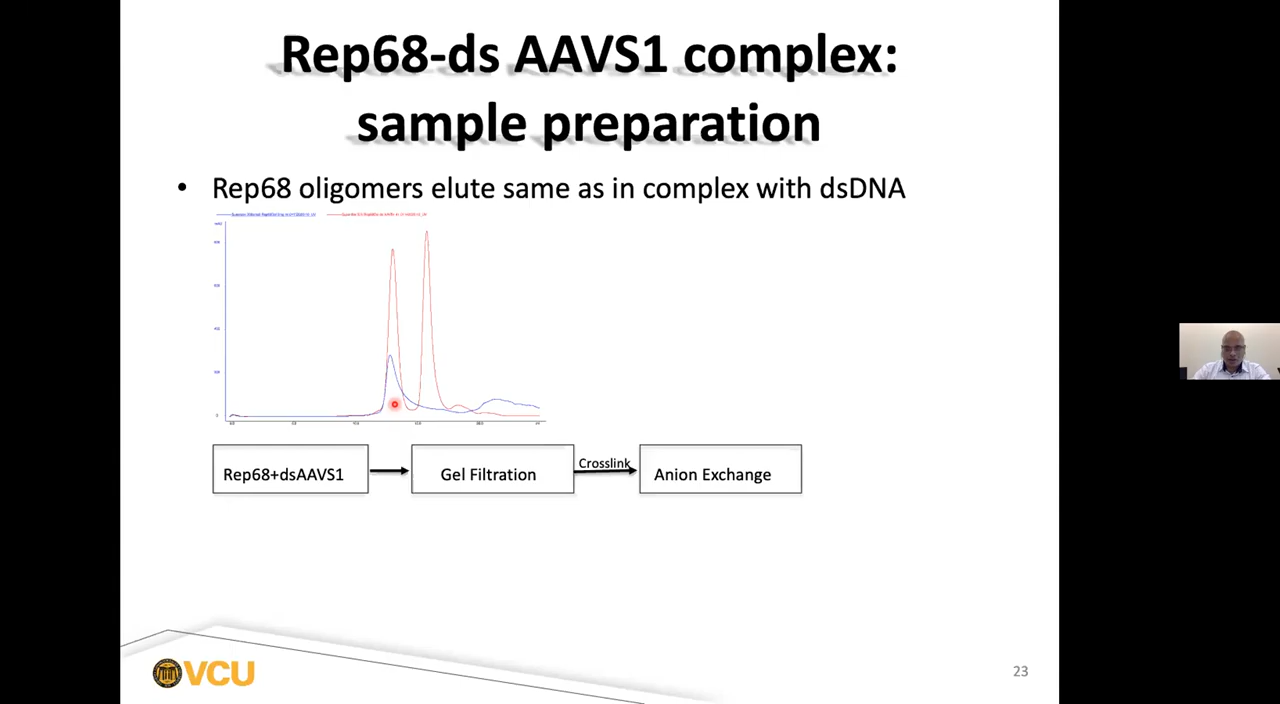 Rep68-ds AAVS1 complex:
sample preparation
• Rep68 oligomers elute same as in complex with dsDNA
Rep68+dsAAVS1
Gel Filtration
Crosslink
Anion Exchange
VCU
23